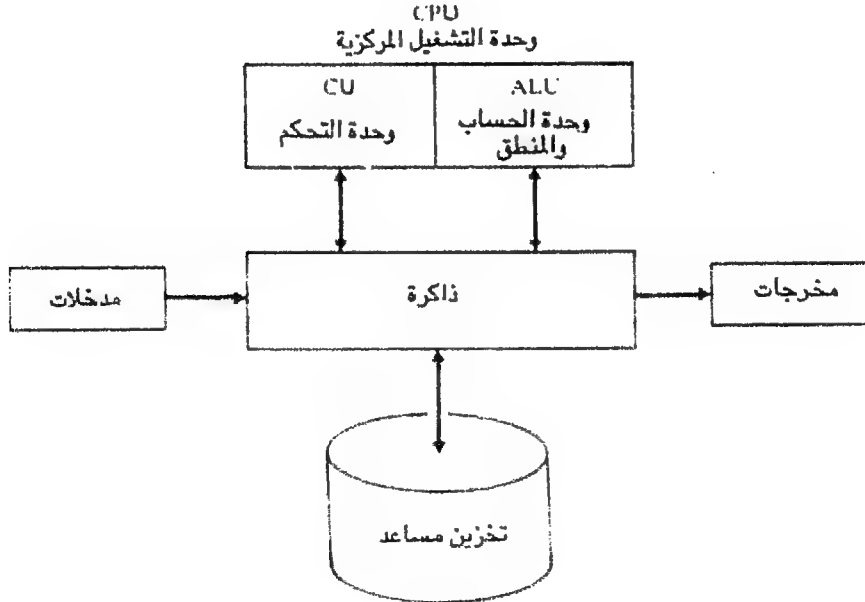 CPU
وحدة التشغيل المركزية
CU
وحدة التحكم
ALU
وحدة الحساب
والمنطق
مدخلات
ذاكرة
مخرجات
تخزين مساعد